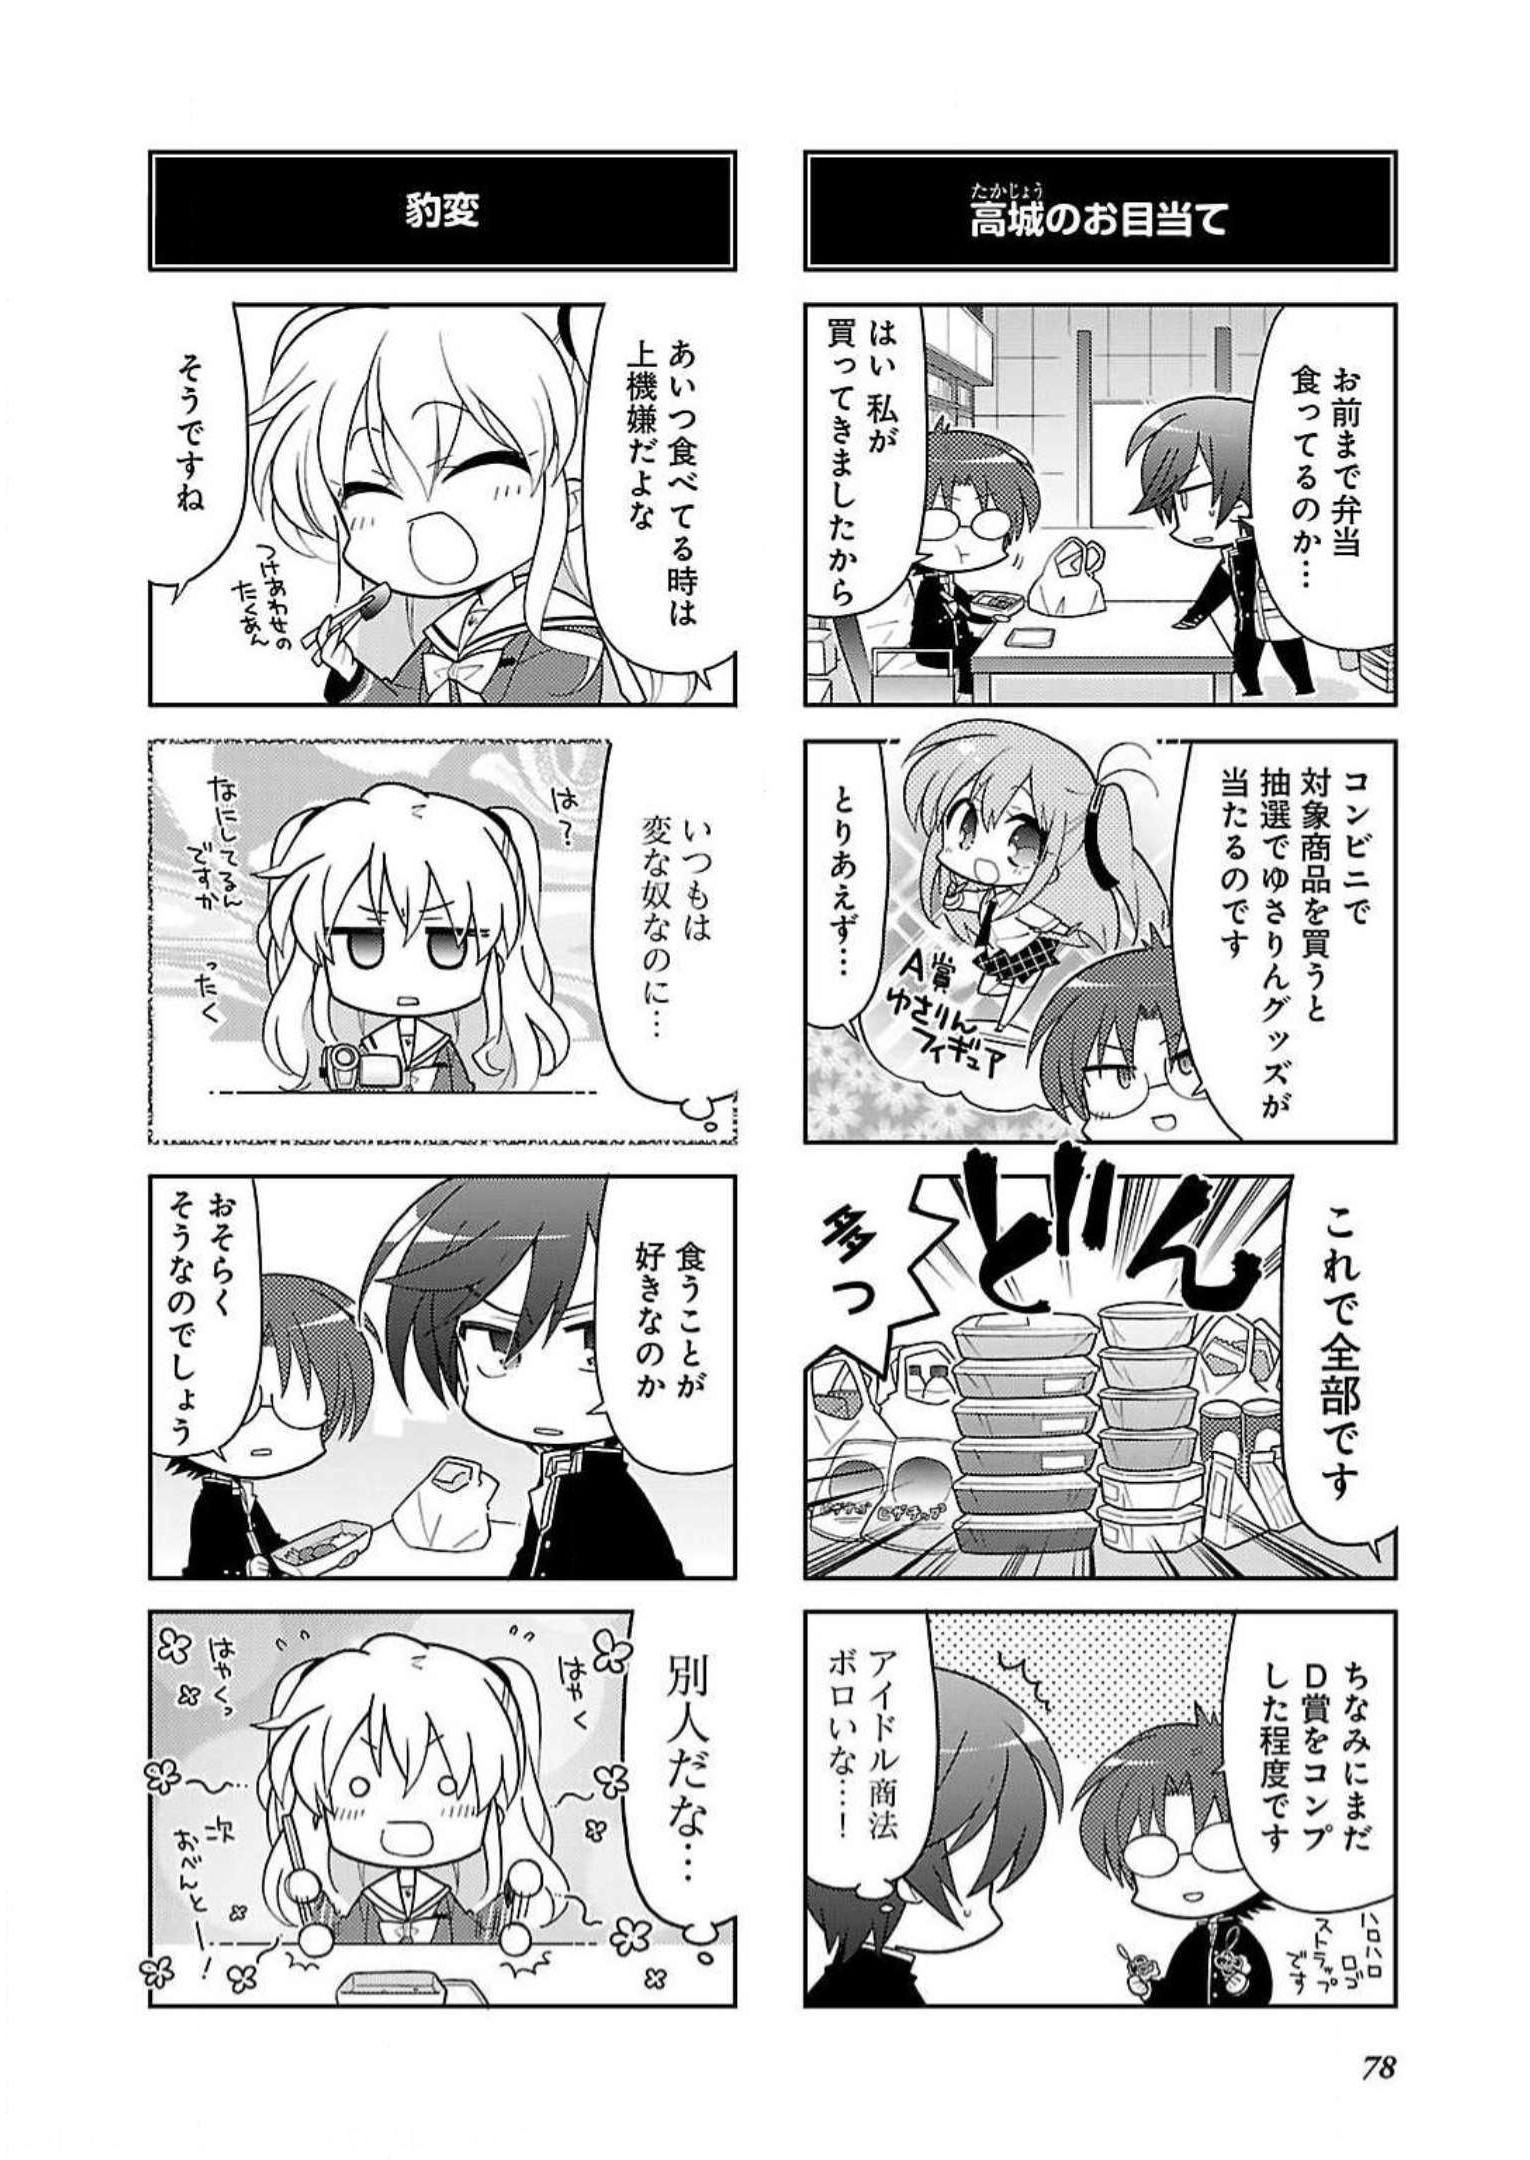 たかじょう
高城のお目当て
お前まで弁当
食ってるのか…
はい 私が
買ってきましたから
コンビニで
対象商品を買うと
抽選でゆさりんグッズが
当たるのです
A賞
ゆさりん
フィギュア
とりあえず…
これで全部です
どどん
ピザチップ
ピザチップ
ちなみにまだ
D賞をコンプ
した程度です
ハロハロ
ロゴ
ストラップ
です
アイドル商法
ボロいな…！
豹変
あいつ食べてる時は
上機嫌だよな
そうですね
つけあわせの
たくあん
いつもは
変な奴なのに…
は？
なにしてるん
ですか
ったく
食うことが
好きなのか
おそらく
そうなのでしょう
別人だな…
はやく
はやくっ
次
おべんとー！
78